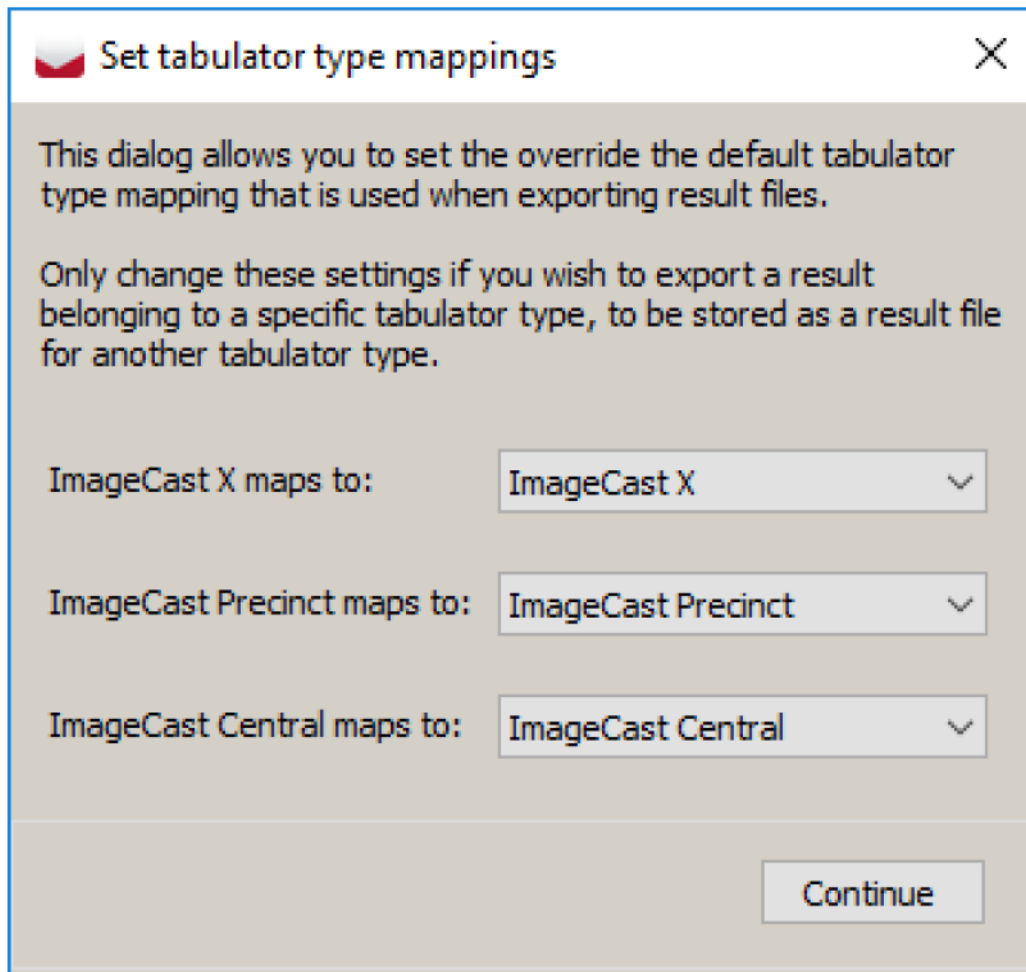 Set tabulator type mappings
This dialog allows you to set the override the default tabulator
type mapping that is used when exporting result files.
Only change these settings if you wish to export a result
belonging to a specific tabulator type, to be stored as a result file
for another tabulator type.
ImageCast X maps to: ImageCast X
ImageCast Precinct maps to: ImageCast Precinct
ImageCast Central maps to: ImageCast Central
Continue